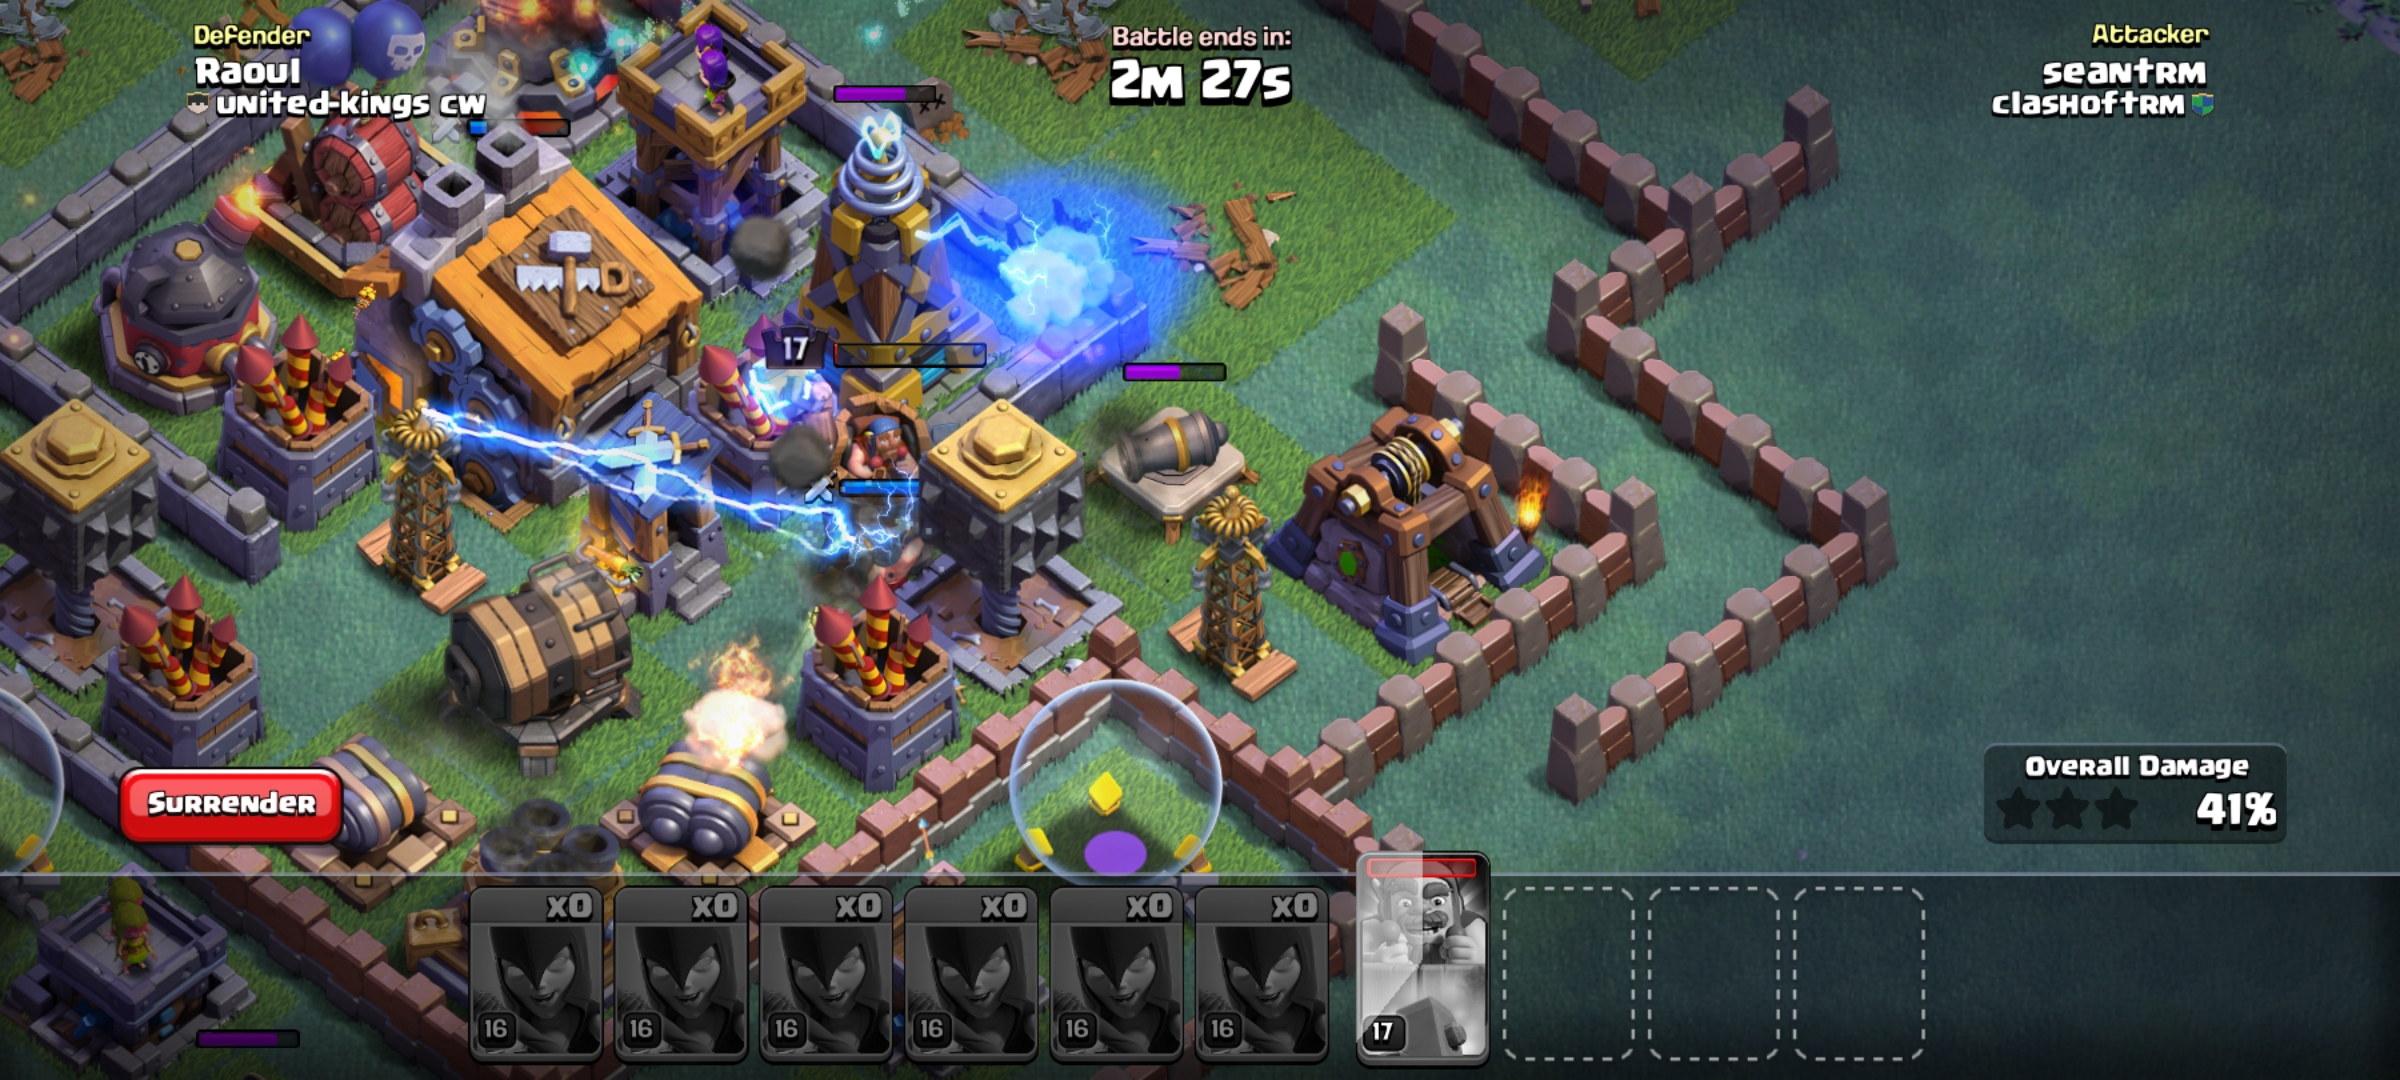 Defender
Raoul
united-kings cw
Battle ends in:
2M 27s
Attacker
seantRM
clashoftRM
17
Surrender
Overall Damage
41%
x0 x0 x0 x0 x0 x0
16 16 16 16 16 16 17